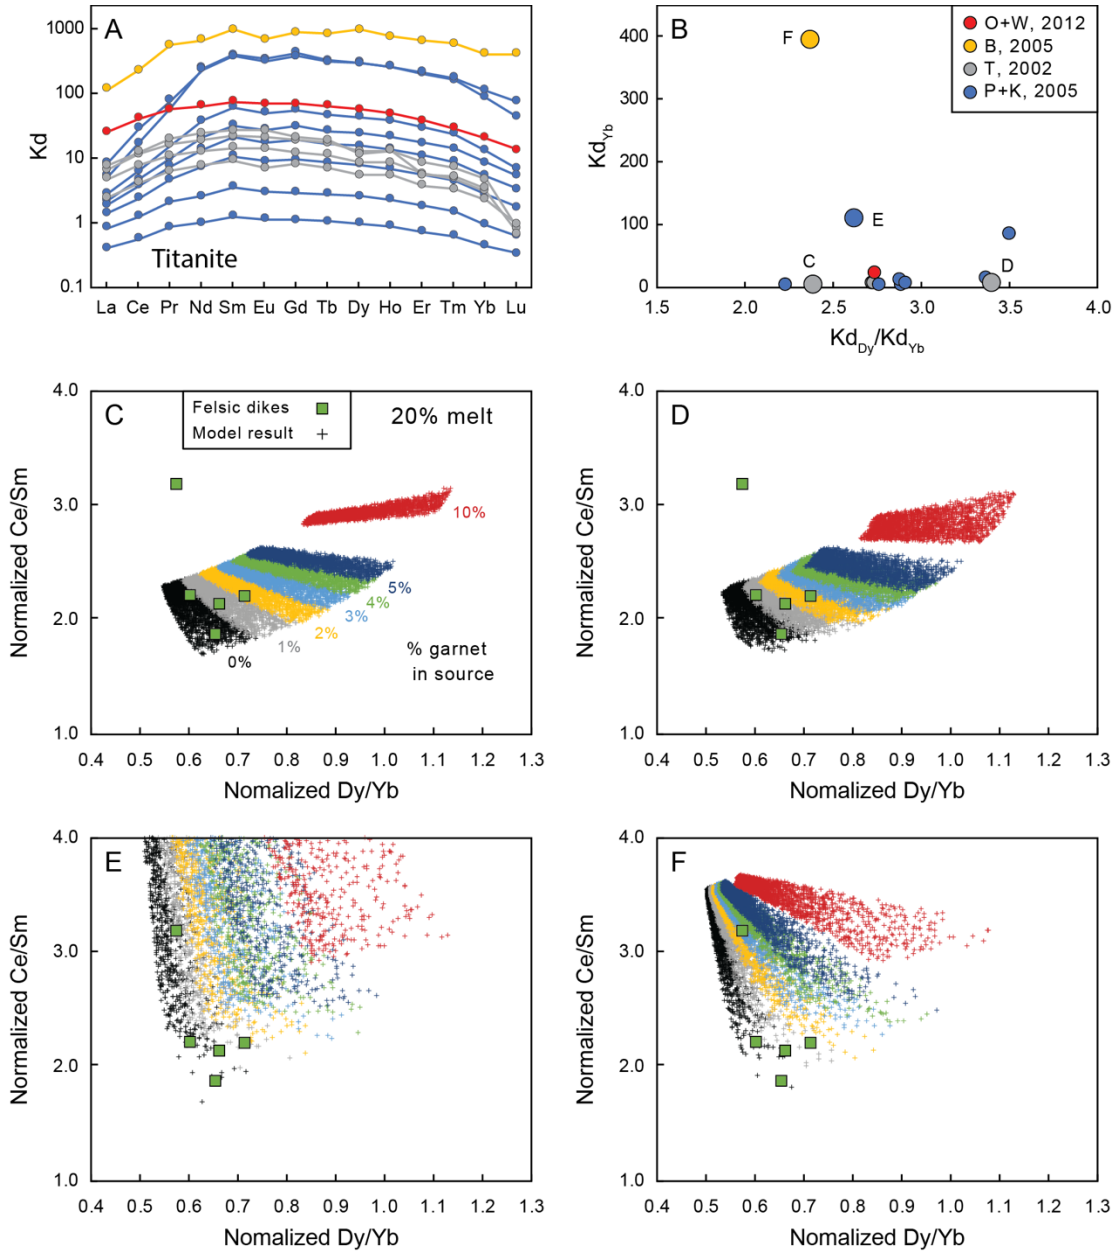 A
1000
100
10
1
0.1
Kd
Titanite
La Ce Pr Nd Sm Eu Gd Tb Dy Ho Er Tm Yb Lu
B
400
300
200
100
0
Kd Yb
F
E
C
D
O+W, 2012
B, 2005
T, 2002
P+K, 2005
1.5 2.0 2.5 3.0 3.5 4.0
Kd Dy/Kd Yb
C
Felsic dikes
Model result
20% melt
4.0
3.0
2.0
1.0
Normalized Ce/Sm
10%
5%
4%
3%
2%
1%
0%
% garnet
in source
0.4 0.5 0.6 0.7 0.8 0.9 1.0 1.1 1.2 1.3
Nomalized Dy/Yb
D
4.0
3.0
2.0
1.0
Normalized Ce/Sm
0.4 0.5 0.6 0.7 0.8 0.9 1.0 1.1 1.2 1.3
Nomalized Dy/Yb
E
4.0
3.0
2.0
1.0
Normalized Ce/Sm
0.4 0.5 0.6 0.7 0.8 0.9 1.0 1.1 1.2 1.3
Nomalized Dy/Yb
F
4.0
3.0
2.0
1.0
Normalized Ce/Sm
0.4 0.5 0.6 0.7 0.8 0.9 1.0 1.1 1.2 1.3
Nomalized Dy/Yb